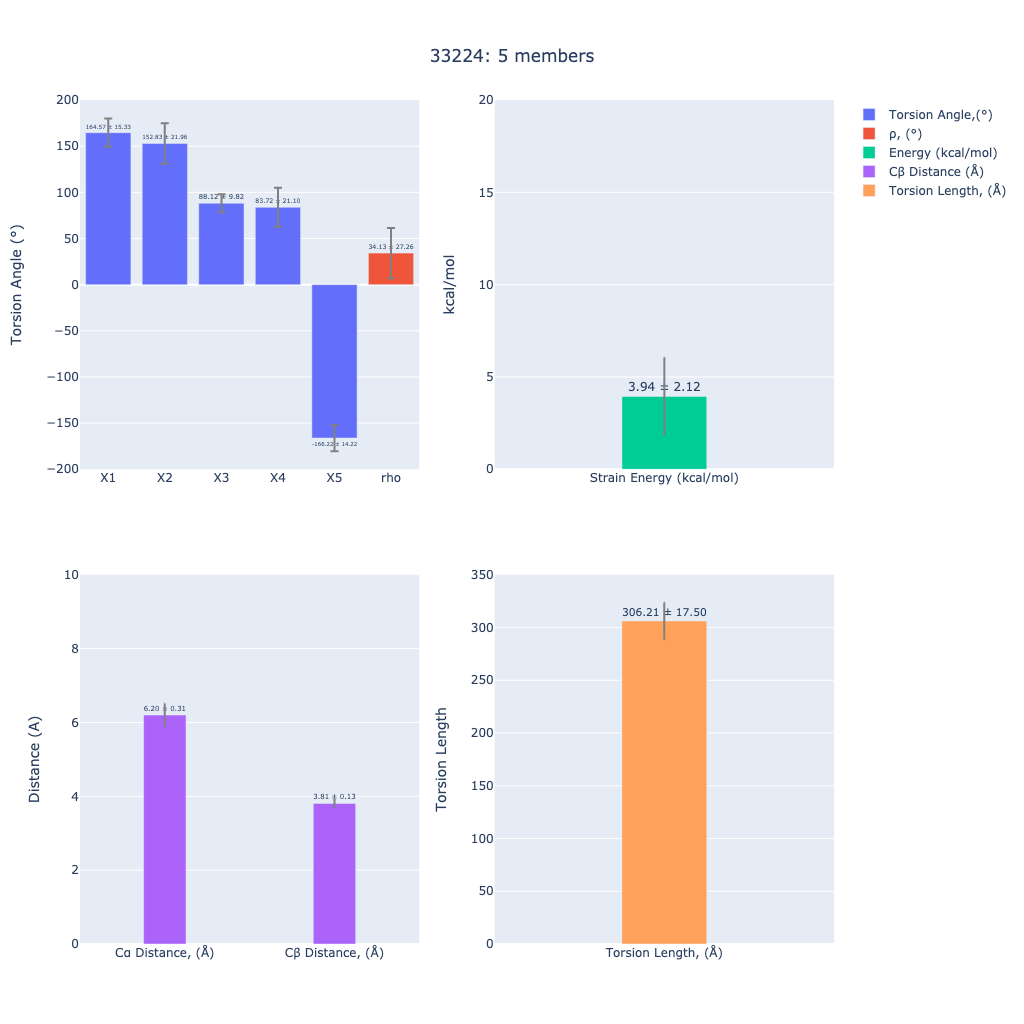 33224: 5 members
Torsion Angle (°)
200
150
100
50
0
−50
−100
−150
−200
164.57 ± 15.33
152.83 ± 21.96
88.12 ± 9.82
83.72 ± 21.10
-166.22 ± 14.22
34.13 ± 27.26
X1 X2 X3 X4 X5 rho
kcal/mol
20
15
10
5
0
3.94 ± 2.12
Strain Energy (kcal/mol)
Torsion Angle,(°)
ρ, (°)
Energy (kcal/mol)
Cβ Distance (Å)
Torsion Length, (Å)
Distance (A)
10
8
6
4
2
0
6.20 ± 0.31
3.81 ± 0.13
Cα Distance, (Å) Cβ Distance, (Å)
Torsion Length
350
300
250
200
150
100
50
0
306.21 ± 17.50
Torsion Length, (Å)